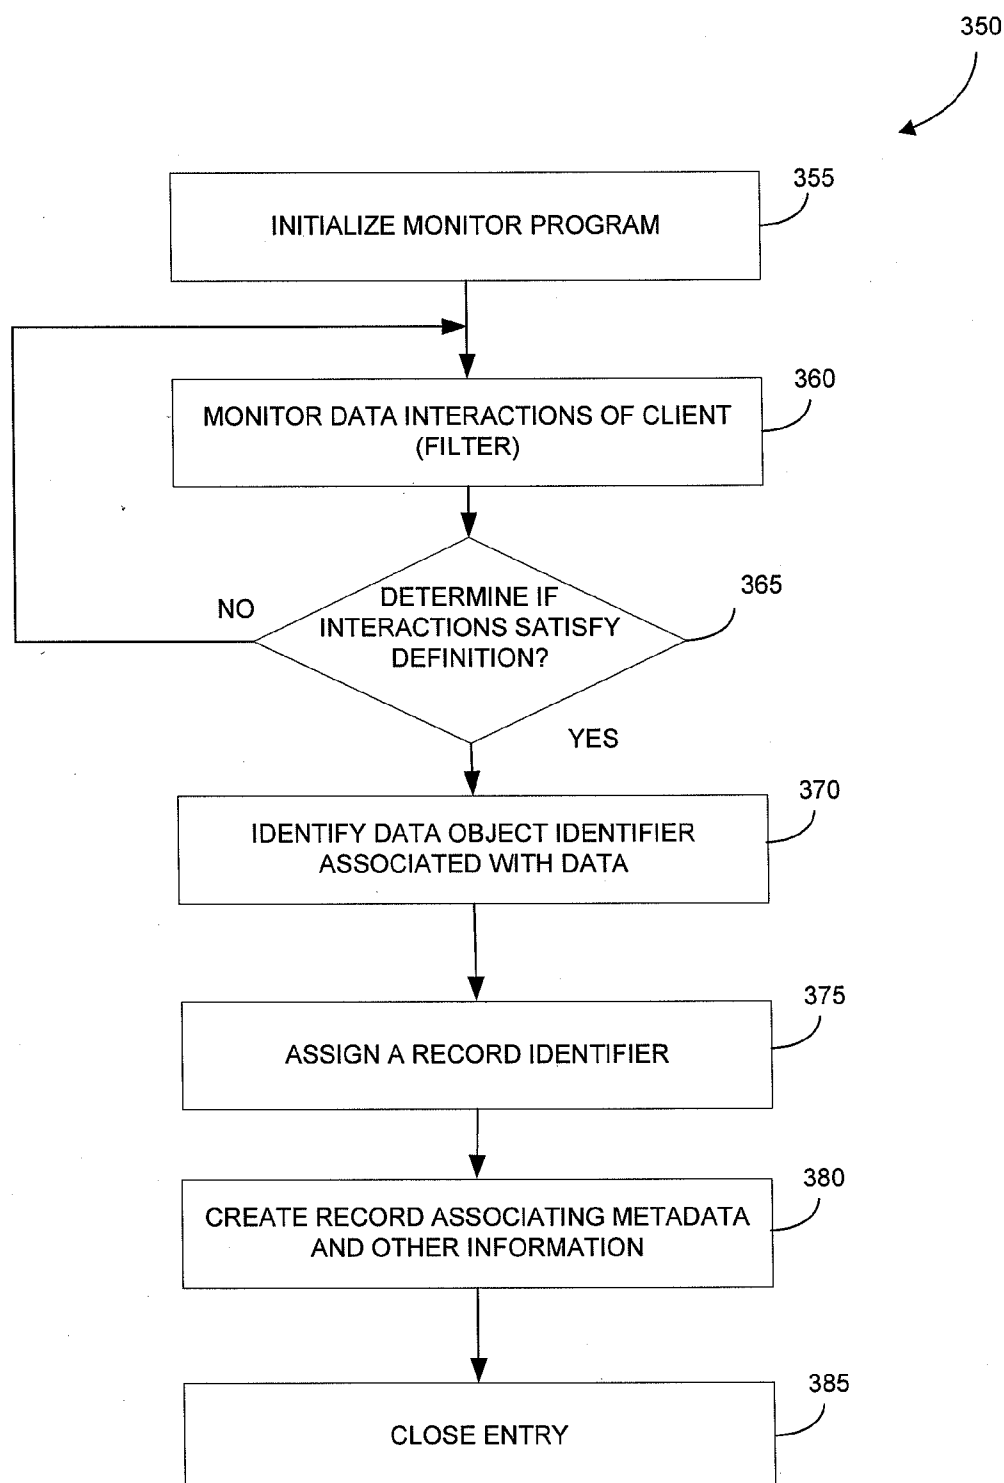 350
355
INITIALIZE MONITOR PROGRAM
360
MONITOR DATA INTERACTIONS OF CLIENT
(FILTER)
365
NO
DETERMINE IF
INTERACTIONS SATISFY
DEFINITION?
YES
370
IDENTIFY DATA OBJECT IDENTIFIER
ASSOCIATED WITH DATA
375
ASSIGN A RECORD IDENTIFIER
380
CREATE RECORD ASSOCIATING METADATA
AND OTHER INFORMATION
385
CLOSE ENTRY